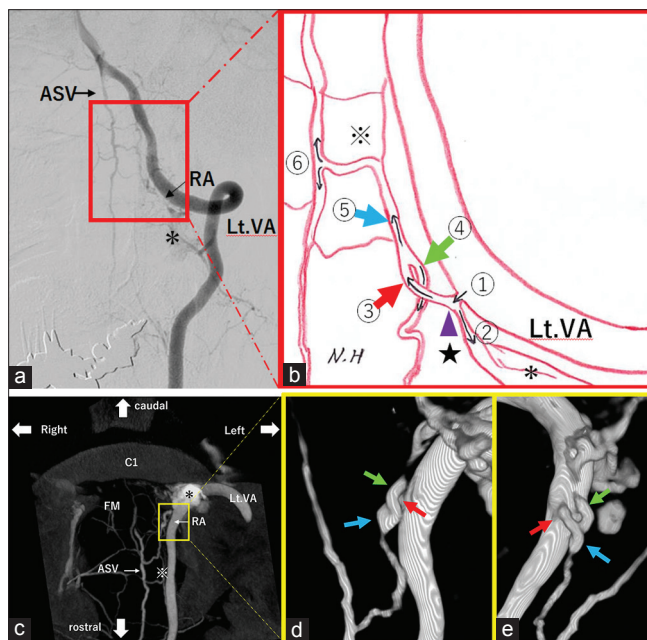 ASV
RA
Lt.VA
*
a
※
⑥
⑤
④
③
①
②
Lt.VA
★
*
N.H
b
caudal
Right
Left
C1
*
Lt.VA
FM
RA
ASV
※
rostral
c
d
e